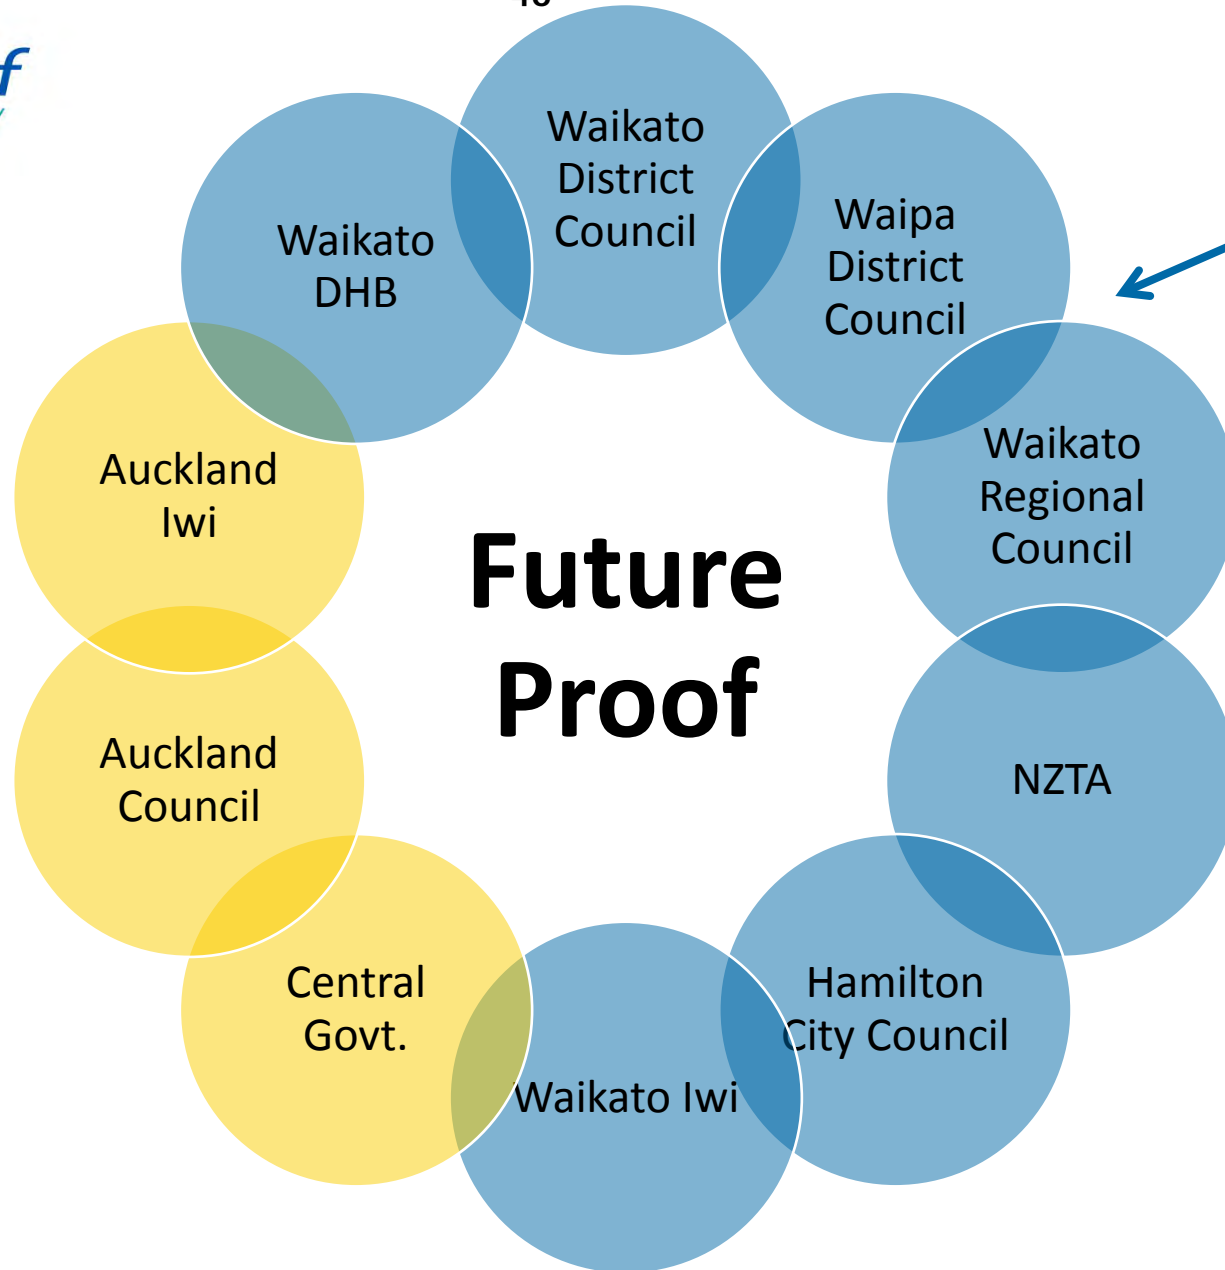 f
Waikato
District
Council
Waipa
District
Council
Waikato
Regional
Council
NZTA
Hamilton
City Council
Waikato Iwi
Central
Govt.
Auckland
Council
Auckland
Iwi
Waikato
DHB
Future
Proof